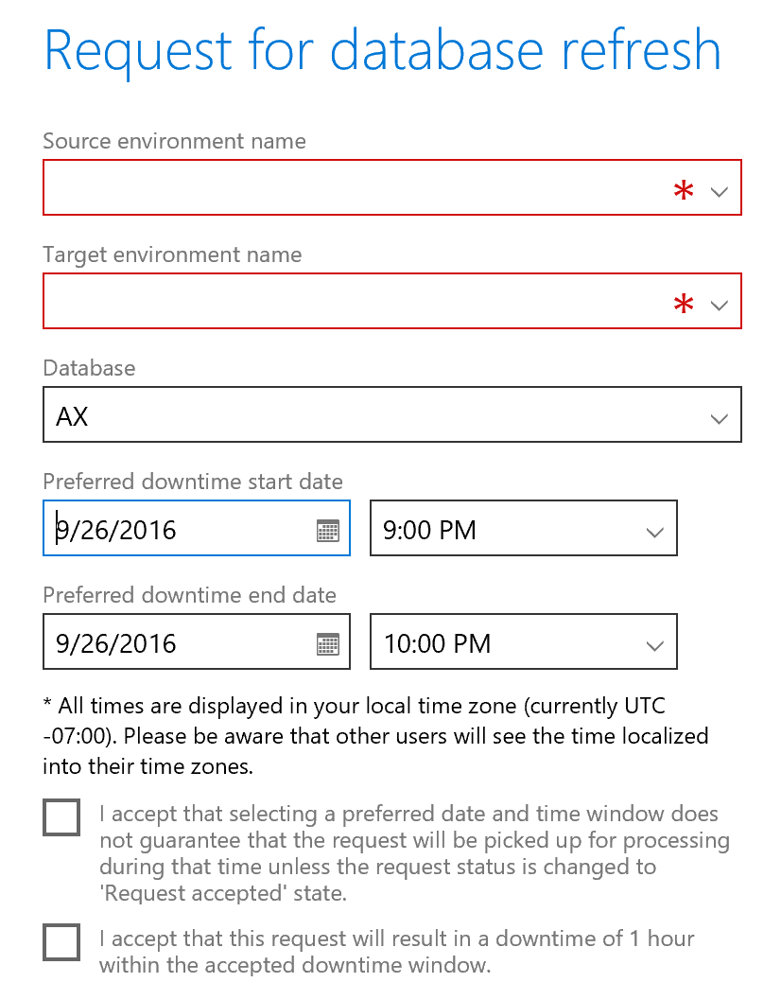 Request for database refresh
Source environment name
*
Target environment name
*
Database
AX
Preferred downtime start date
9/26/2016 9:00 PM
Preferred downtime end date
9/26/2016 10:00 PM
* All times are displayed in your local time zone (currently UTC
-07:00). Please be aware that other users will see the time localized
into their time zones.
I accept that selecting a preferred date and time window does
not guarantee that the request will be picked up for processing
during that time unless the request status is changed to
'Request accepted' state.
I accept that this request will result in a downtime of 1 hour
within the accepted downtime window.